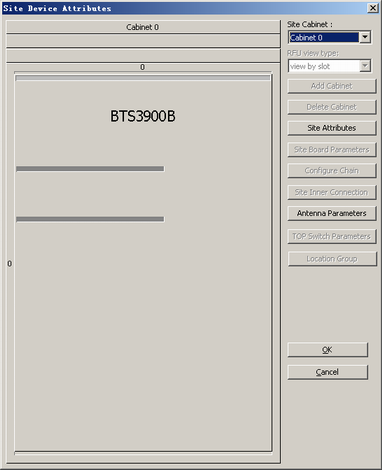 Site Device Attributes
Cabinet 0
0
BTS3900B
0
Site Cabinet :
Cabinet 0
RFU view type:
view by slot
Add Cabinet
Delete Cabinet
Site Attributes
Site Board Parameters
Configure Chain
Site Inner Connection
Antenna Parameters
TOP Switch Parameters
Location Group
OK
Cancel